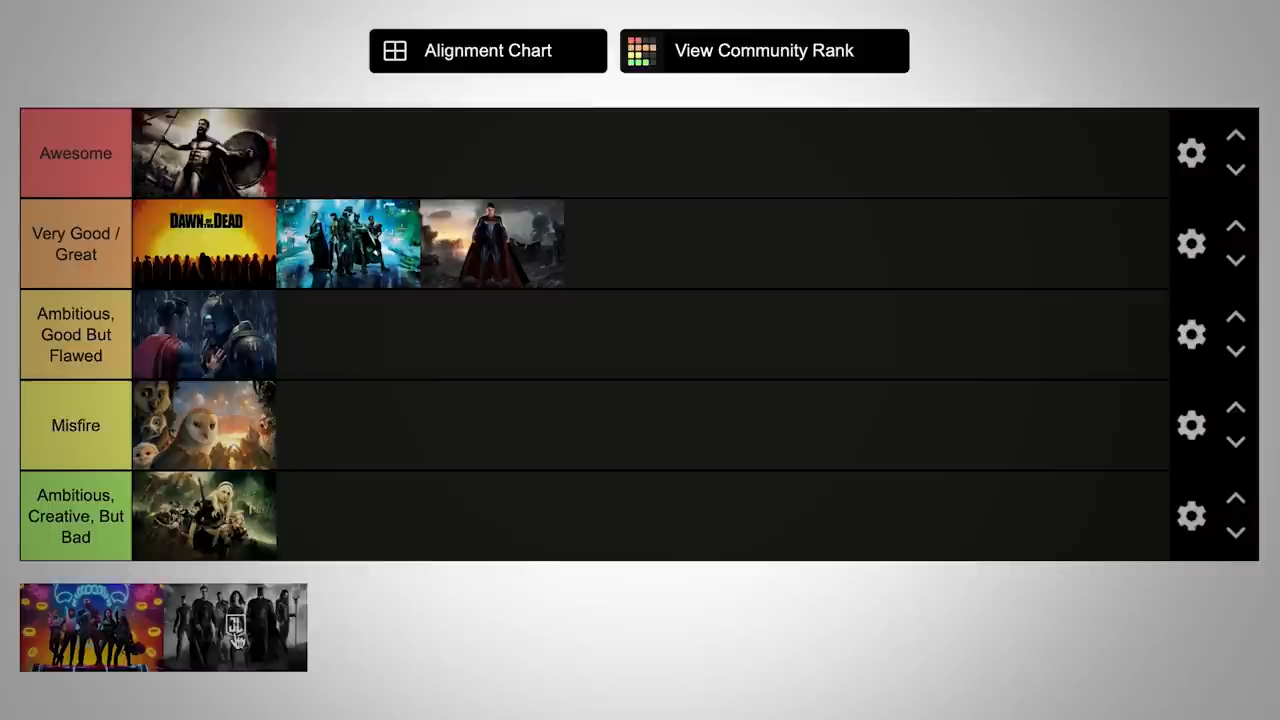 Alignment Chart
View Community Rank
Awesome
Very Good /
Great
DAWN OF THE DEAD
Ambitious,
Good But
Flawed
Misfire
Ambitious,
Creative, But
Bad
JL